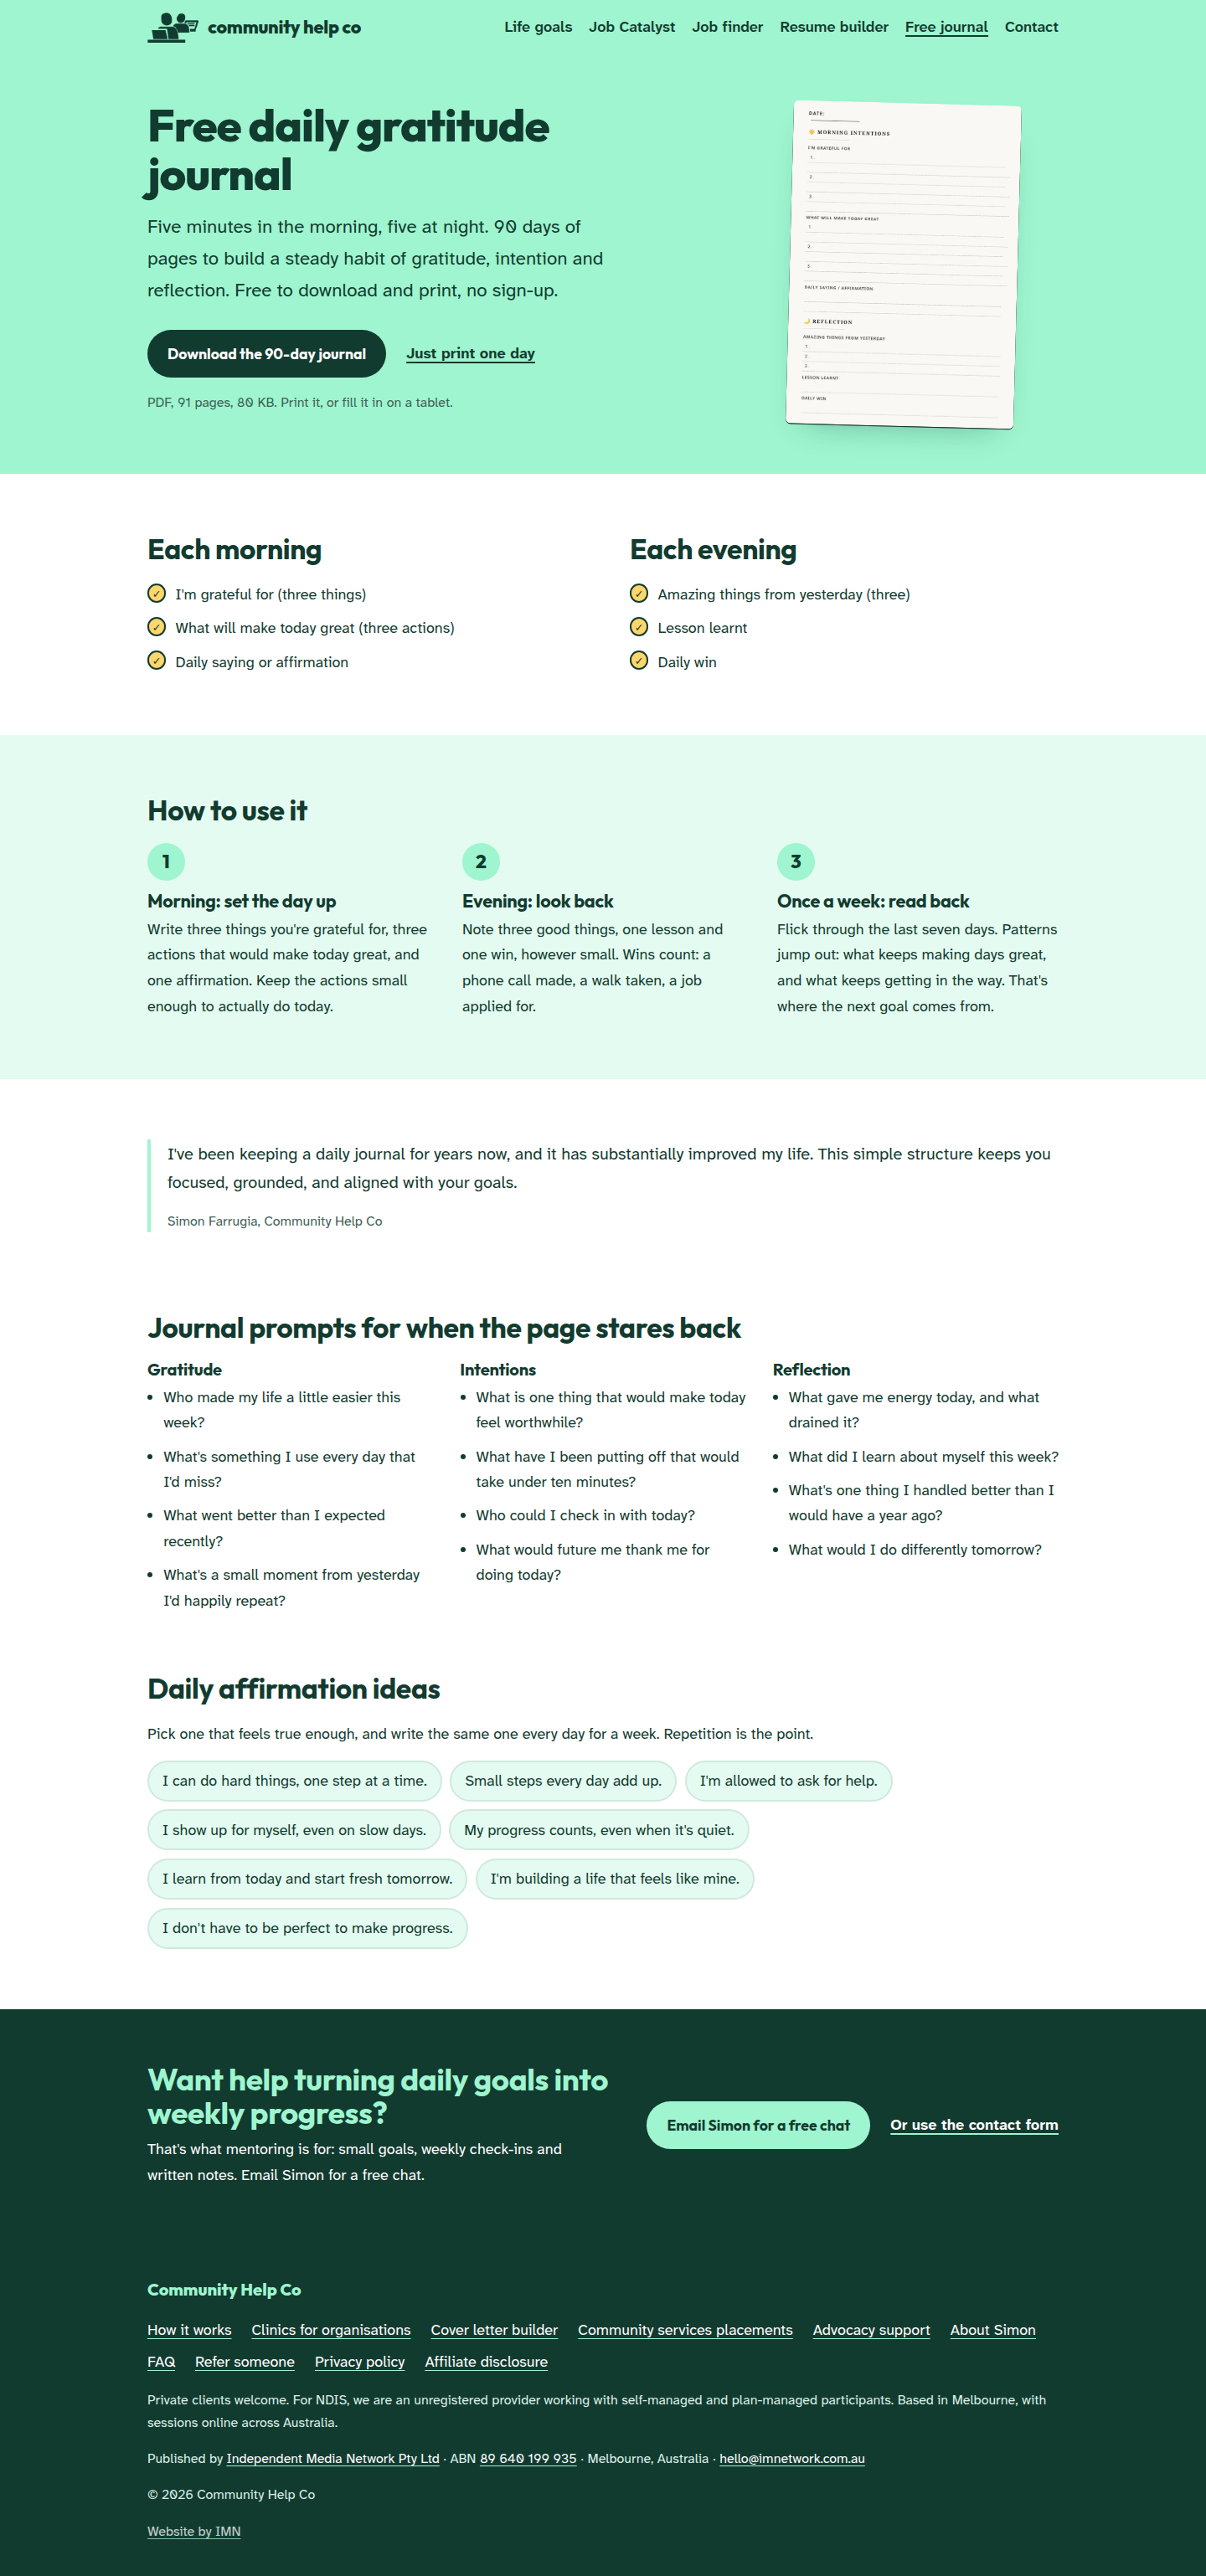 community help co
Life goals Job Catalyst Job finder Resume builder Free journal Contact
Free daily gratitude
journal
Five minutes in the morning, five at night. 90 days of
pages to build a steady habit of gratitude, intention and
reflection. Free to download and print, no sign-up.
Download the 90-day journal Just print one day
PDF, 91 pages, 80 KB. Print it, or fill it in on a tablet.
DATE:
MORNING INTENTIONS
I'M GRATEFUL FOR
1.
2.
3.
WHAT WILL MAKE TODAY GREAT
1.
2.
3.
DAILY SAYING / AFFIRMATION
REFLECTION
AMAZING THINGS FROM YESTERDAY
1.
2.
3.
LESSON LEARNT
DAILY WIN
Each morning
I'm grateful for (three things)
What will make today great (three actions)
Daily saying or affirmation
Each evening
Amazing things from yesterday (three)
Lesson learnt
Daily win
How to use it
1
Morning: set the day up
Write three things you're grateful for, three
actions that would make today great, and
one affirmation. Keep the actions small
enough to actually do today.
2
Evening: look back
Note three good things, one lesson and
one win, however small. Wins count: a
phone call made, a walk taken, a job
applied for.
3
Once a week: read back
Flick through the last seven days. Patterns
jump out: what keeps making days great,
and what keeps getting in the way. That's
where the next goal comes from.
I've been keeping a daily journal for years now, and it has substantially improved my life. This simple structure keeps you
focused, grounded, and aligned with your goals.
Simon Farrugia, Community Help Co
Journal prompts for when the page stares back
Gratitude
• Who made my life a little easier this
week?
• What's something I use every day that
I'd miss?
• What went better than I expected
recently?
• What's a small moment from yesterday
I'd happily repeat?
Intentions
• What is one thing that would make today
feel worthwhile?
• What have I been putting off that would
take under ten minutes?
• Who could I check in with today?
• What would future me thank me for
doing today?
Reflection
• What gave me energy today, and what
drained it?
• What did I learn about myself this week?
• What's one thing I handled better than I
would have a year ago?
• What would I do differently tomorrow?
Daily affirmation ideas
Pick one that feels true enough, and write the same one every day for a week. Repetition is the point.
I can do hard things, one step at a time. Small steps every day add up. I'm allowed to ask for help.
I show up for myself, even on slow days. My progress counts, even when it's quiet.
I learn from today and start fresh tomorrow. I'm building a life that feels like mine.
I don't have to be perfect to make progress.
Want help turning daily goals into
weekly progress?
That's what mentoring is for: small goals, weekly check-ins and
written notes. Email Simon for a free chat.
Email Simon for a free chat Or use the contact form
Community Help Co
How it works Clinics for organisations Cover letter builder Community services placements Advocacy support About Simon
FAQ Refer someone Privacy policy Affiliate disclosure
Private clients welcome. For NDIS, we are an unregistered provider working with self-managed and plan-managed participants. Based in Melbourne, with
sessions online across Australia.
Published by Independent Media Network Pty Ltd · ABN 89 640 199 935 · Melbourne, Australia · hello@imnetwork.com.au
© 2026 Community Help Co
Website by IMN